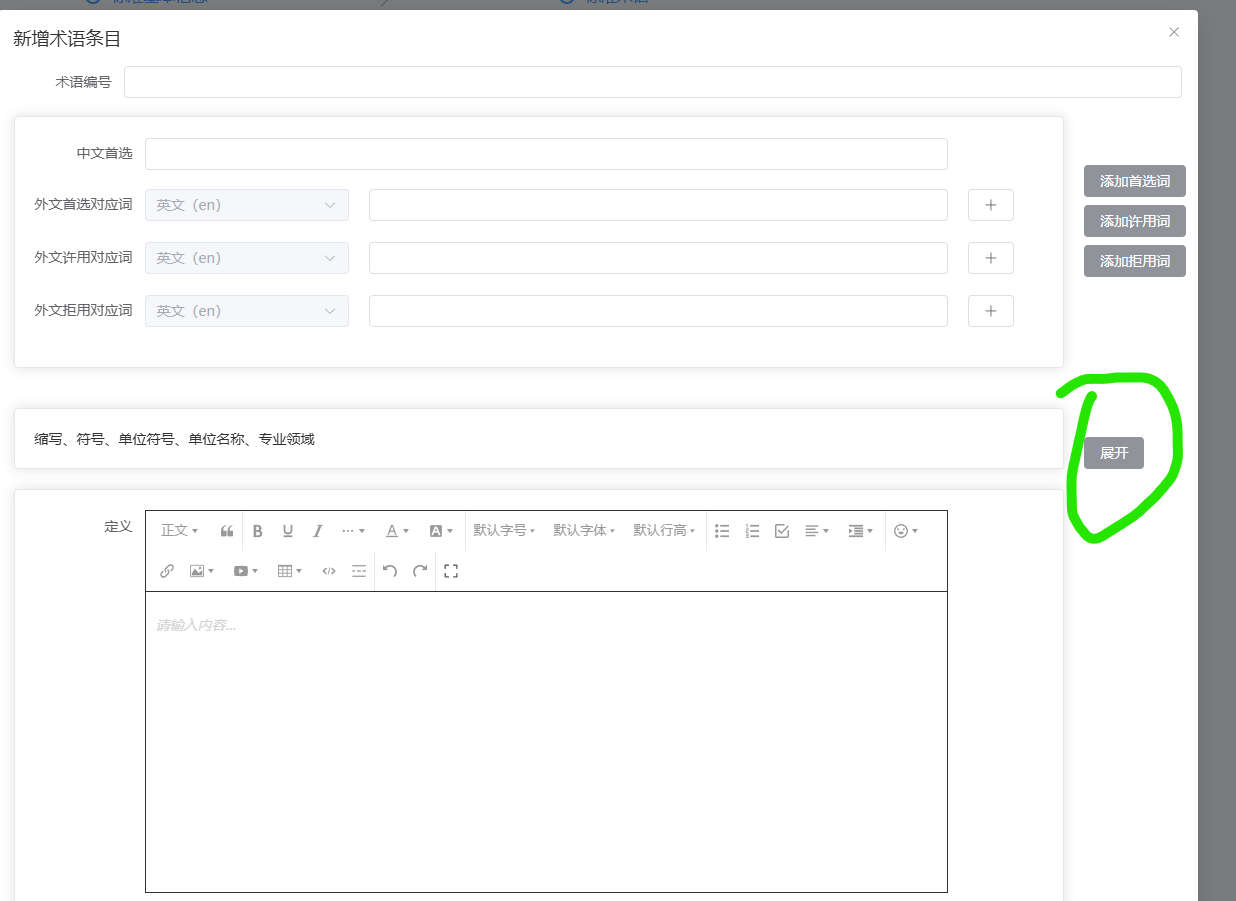 新增术语条目
术语编号
中文首选
添加首选词
外文首选对应词 英文（en）
添加许用词
外文许用对应词 英文（en）
添加拒用词
外文拒用对应词 英文（en）
缩写、符号、单位符号、单位名称、专业领域
展开
定义
正文 B U I ... A A 默认字号 默认字体 默认行高
请输入内容...